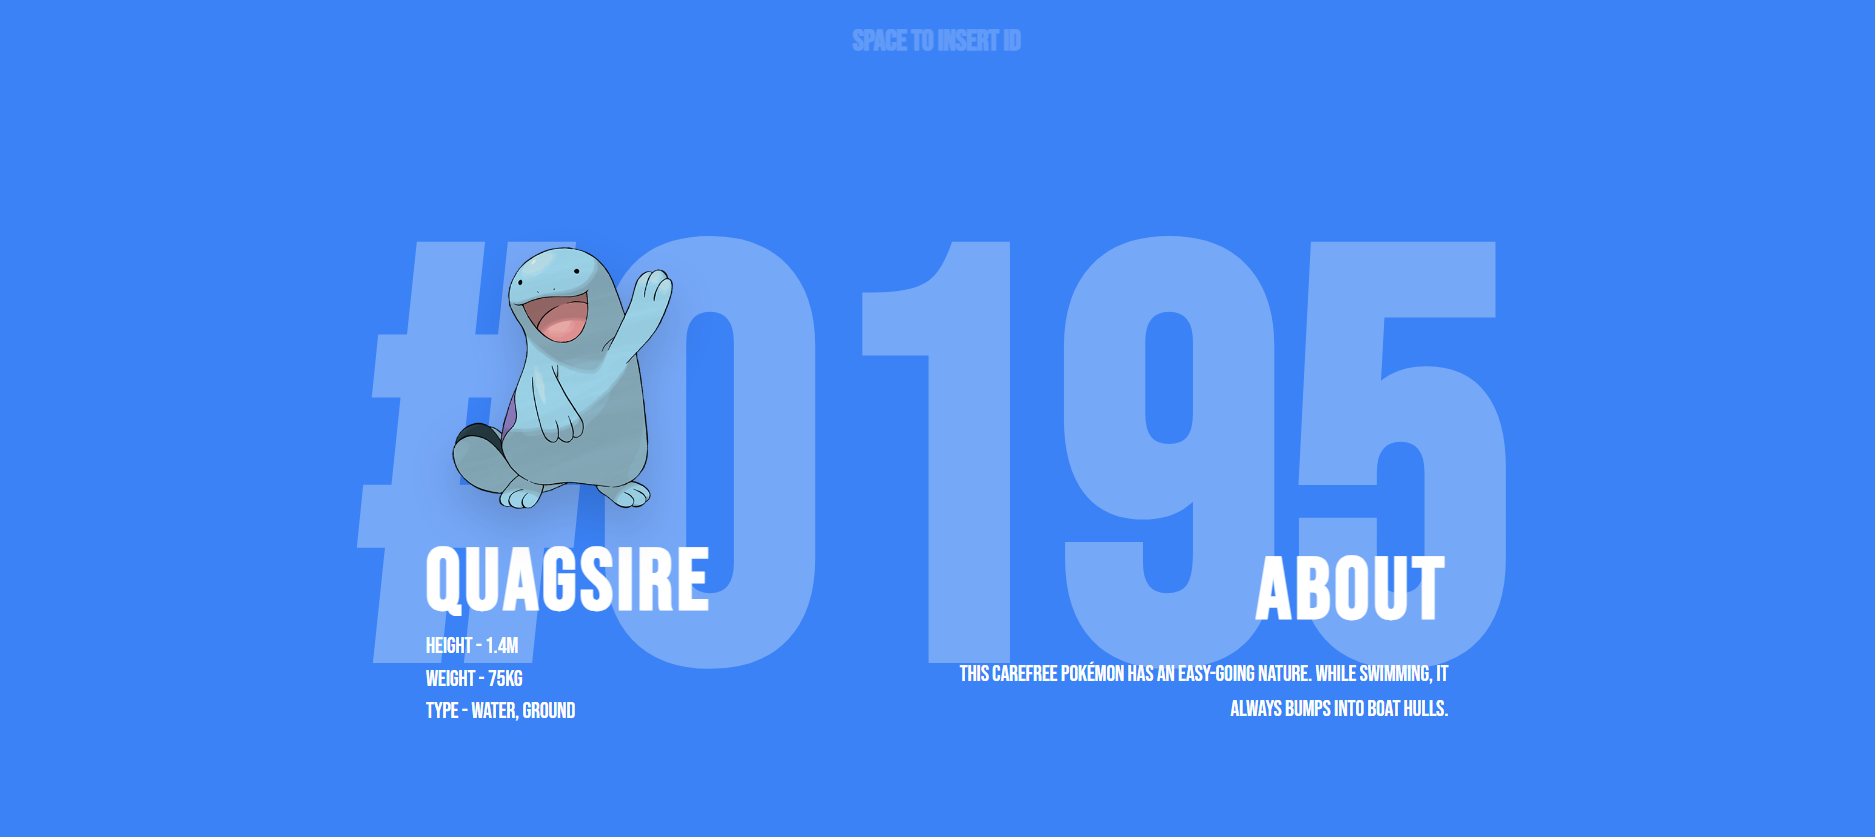 SPACE TO INSERT ID
#0195
QUAGSIRE
HEIGHT - 1.4M
WEIGHT - 75KG
TYPE - WATER, GROUND
ABOUT
THIS CAREFREE POKÉMON HAS AN EASY-GOING NATURE. WHILE SWIMMING, IT
ALWAYS BUMPS INTO BOAT HULLS.